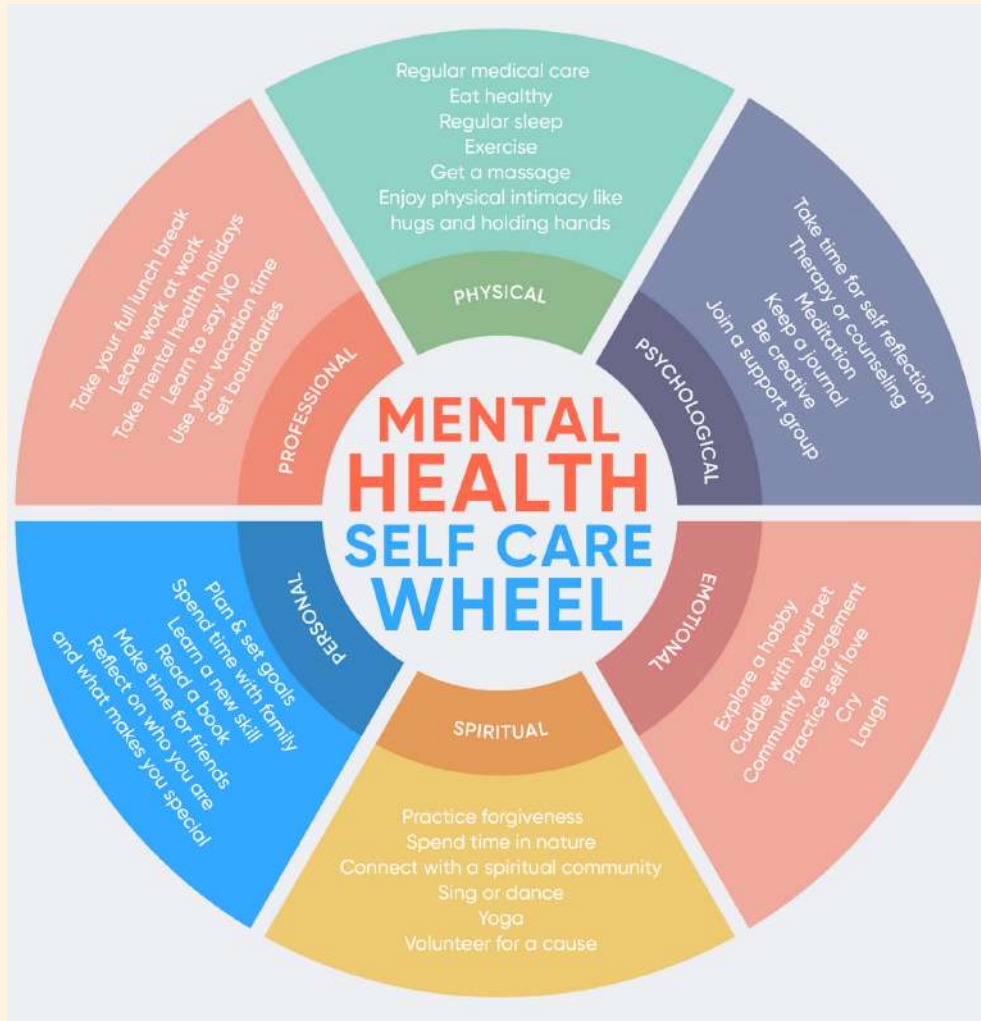 MENTAL
HEALTH
SELF CARE
WHEEL
Regular medical care
Eat healthy
Regular sleep
Exercise
Get a massage
Enjoy physical intimacy like
hugs and holding hands
PHYSICAL
Take time for self reflection
Therapy or counseling
Meditation
Keep a journal
Be creative
Join a support group
PSYCHOLOGICAL
EMOTIONAL
Explore a hobby
Cuddle with your pet
Community engagement
Practice self love
Cry
Laugh
SPIRITUAL
Practice forgiveness
Spend time in nature
Connect with a spiritual community
Sing or dance
Yoga
Volunteer for a cause
PERSONAL
Plan & set goals
Spend time with family
Learn a new skill
Read a book
Make time for friends
Reflect on who you are
and what makes you special
Take your full lunch break
Leave work at work
Take mental health holidays
Learn to say NO
Use your vacation time
Set boundaries
PROFESSIONAL